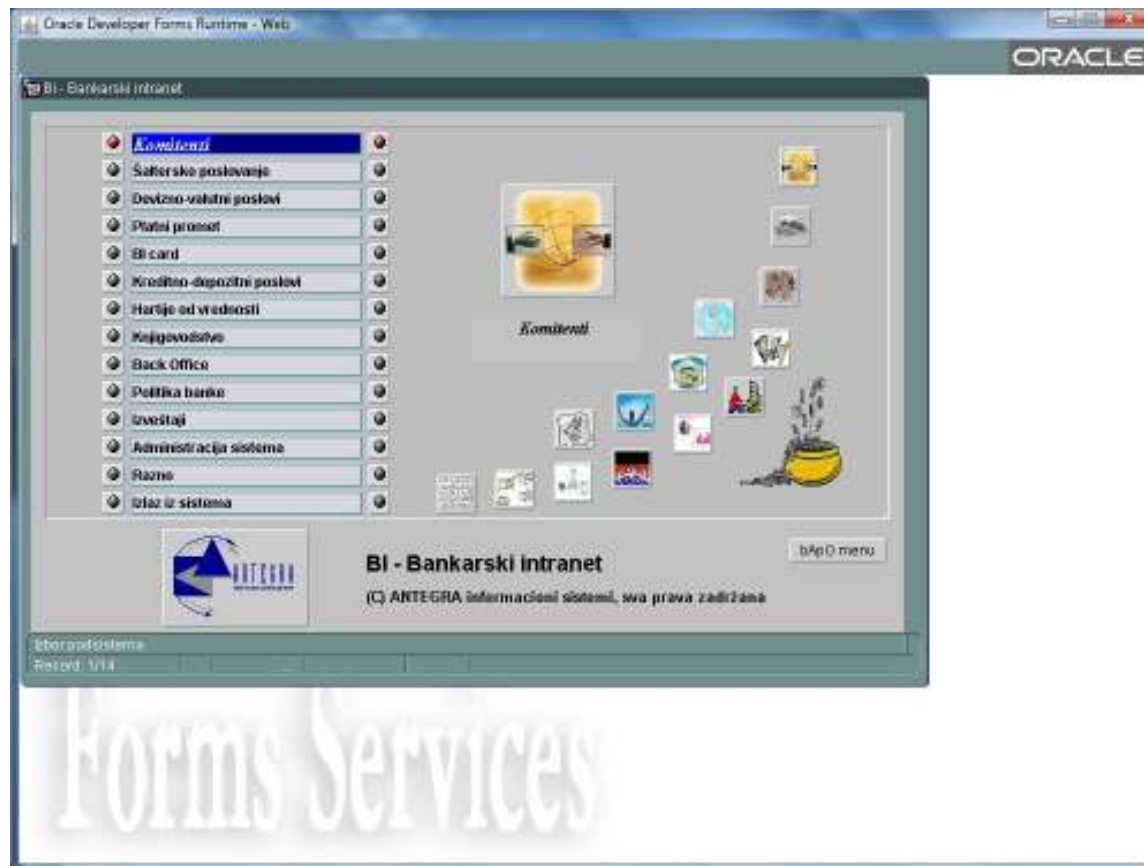 Oracle Developer Forms Runtime - Web
ORACLE
BI - Bankarski intranet
Komitenti
Šaltersko poslovanje
Devizno-valutni poslovi
Platni promet
BI card
Kreditno-depozitni poslovi
Hartije od vrednosti
Knjigovodstvo
Back Office
Politika banke
Izveštaji
Administracija sistema
Razno
Izlaz iz sistema
Komitenti
ANTEGRA
BI - Bankarski intranet
(C) ANTEGRA informacioni sistemi, sva prava zadržana
bApO menu
Izbor podsistema
Record: 1/14
Forms Services